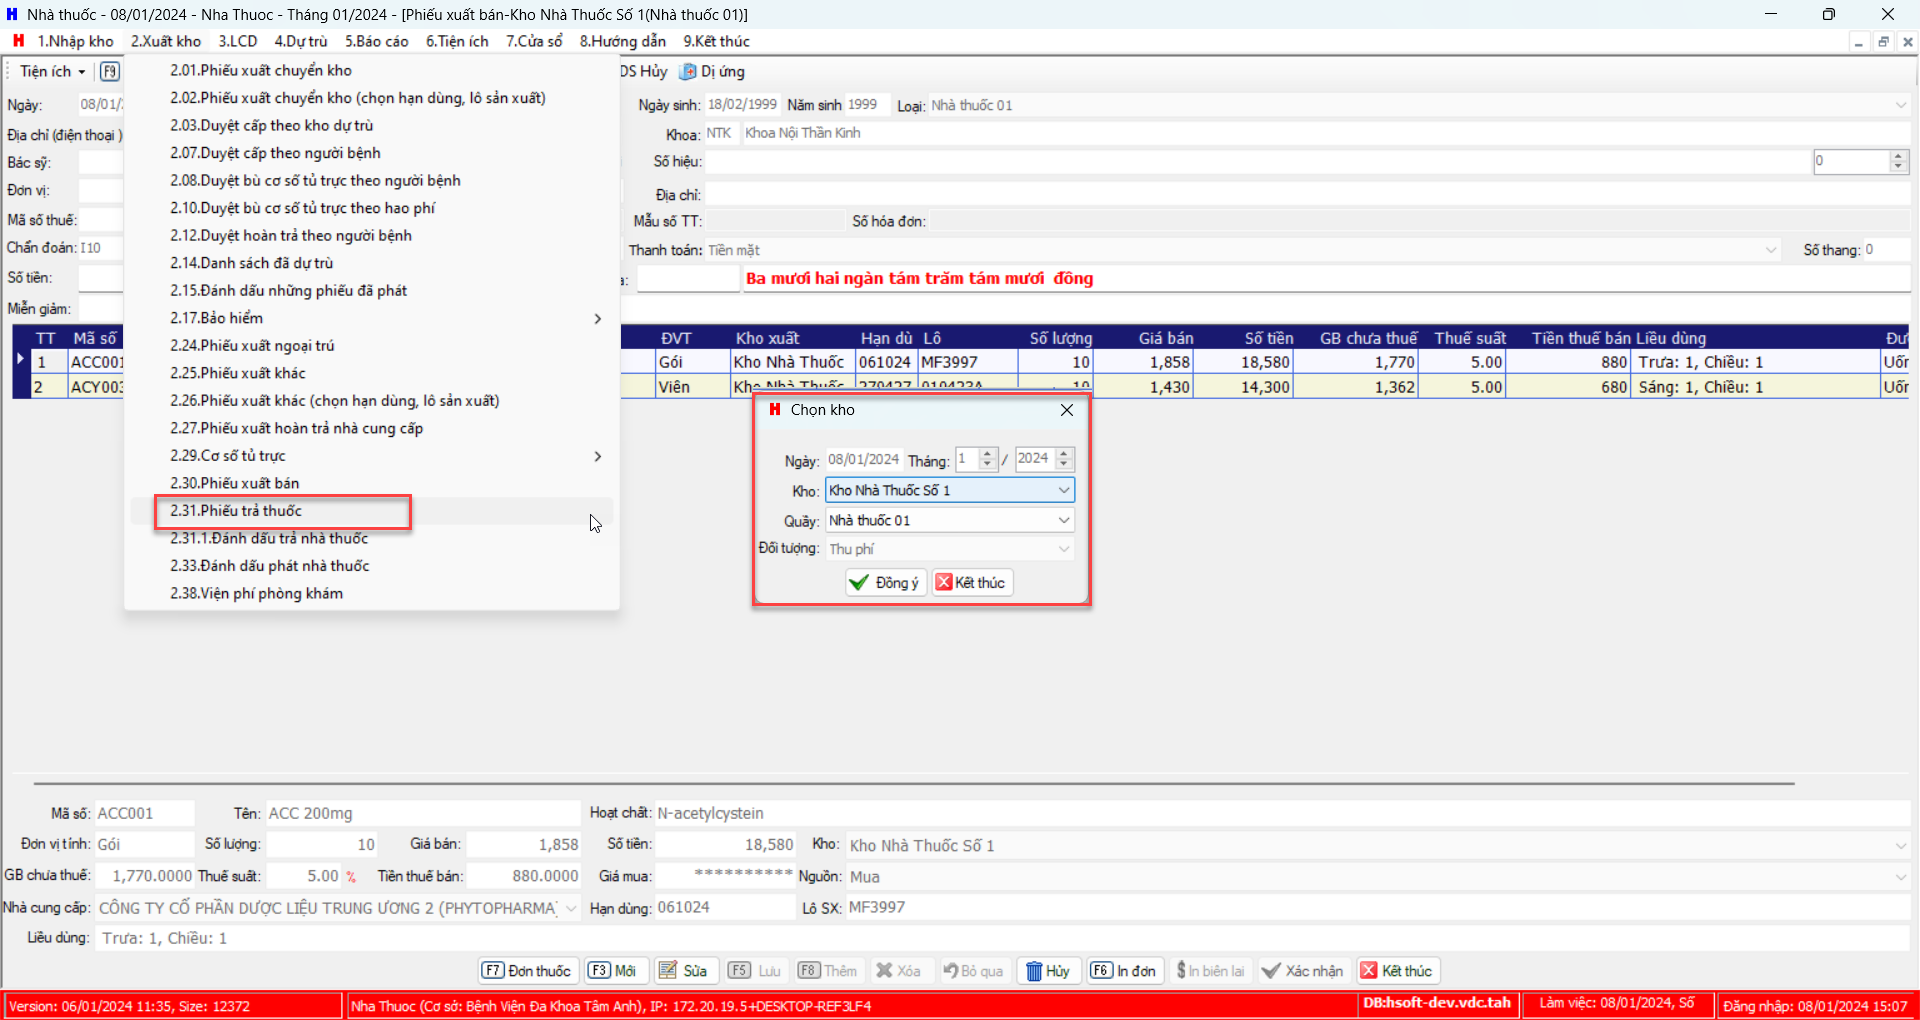 Nhà thuốc - 08/01/2024 - Nha Thuoc - Tháng 01/2024 - [Phiếu xuất bán-Kho Nhà Thuốc Số 1(Nhà thuốc 01)]
1.Nhập kho 2.Xuất kho 3.LCD 4.Dự trù 5.Báo cáo 6.Tiện ích 7.Cửa sổ 8.Hướng dẫn 9.Kết thúc
Tiện ích F9 DS Hủy Dị ứng
2.01.Phiếu xuất chuyển kho
2.02.Phiếu xuất chuyển kho (chọn hạn dùng, lô sản xuất)
2.03.Duyệt cấp theo kho dự trù
2.07.Duyệt cấp theo người bệnh
2.08.Duyệt bù cơ số tủ trực theo người bệnh
2.10.Duyệt bù cơ số tủ trực theo hao phí
2.12.Duyệt hoàn trả theo người bệnh
2.14.Danh sách đã dự trù
2.15.Đánh dấu những phiếu đã phát
2.17.Bảo hiểm
2.24.Phiếu xuất ngoại trú
2.25.Phiếu xuất khác
2.26.Phiếu xuất khác (chọn hạn dùng, lô sản xuất)
2.27.Phiếu xuất hoàn trả nhà cung cấp
2.29.Cơ số tủ trực
2.30.Phiếu xuất bán
2.31.Phiếu trả thuốc
2.31.1.Đánh dấu trả nhà thuốc
2.33.Đánh dấu phát nhà thuốc
2.38.Viện phí phòng khám
Ngày: 08/01/ Ngày sinh: 18/02/1999 Năm sinh 1999 Loại: Nhà thuốc 01
Địa chỉ (điện thoại ) Khoa: NTK Khoa Nội Thần Kinh
Bác sỹ: Số hiệu: 0
Đơn vị: Địa chỉ:
Mã số thuế: Mẫu số TT: Số hóa đơn:
Chẩn đoán: I10 Thanh toán: Tiền mặt Số thang: 0
Số tiền: Ba mươi hai ngàn tám trăm tám mươi đồng
Miễn giảm:
TT Mã số ĐVT Kho xuất Hạn dù Lô Số lượng Giá bán Số tiền GB chưa thuế Thuế suất Tiền thuế bán Liều dùng Đư
1 ACC001 Gói Kho Nhà Thuốc 061024 MF3997 10 1,858 18,580 1,770 5.00 880 Trưa: 1, Chiều: 1 Uốn
2 ACY003 Viên Kho Nhà Thuốc 10 1,430 14,300 1,362 5.00 680 Sáng: 1, Chiều: 1 Uốn
Chọn kho
Ngày: 08/01/2024 Tháng: 1 / 2024
Kho: Kho Nhà Thuốc Số 1
Quầy: Nhà thuốc 01
Đối tượng: Thu phí
Đồng ý Kết thúc
Mã số: ACC001 Tên: ACC 200mg Hoạt chất: N-acetylcystein
Đơn vị tính: Gói Số lượng: 10 Giá bán: 1,858 Số tiền: 18,580 Kho: Kho Nhà Thuốc Số 1
GB chưa thuế: 1,770.0000 Thuế suất: 5.00 % Tiền thuế bán: 880.0000 Giá mua: ********** Nguồn: Mua
Nhà cung cấp: CÔNG TY CỔ PHẦN DƯỢC LIỆU TRUNG ƯƠNG 2 (PHYTOPHARMA) Hạn dùng: 061024 Lô SX: MF3997
Liều dùng: Trưa: 1, Chiều: 1
F7 Đơn thuốc F3 Mới Sửa F5 Lưu F8 Thêm Xóa Bỏ qua Hủy F6 In đơn In biên lai Xác nhận Kết thúc
Version: 06/01/2024 11:35, Size: 12372 Nha Thuoc (Cơ sở: Bệnh Viện Đa Khoa Tâm Anh), IP: 172.20.19.5+DESKTOP-REF3LF4 DB:hsoft-dev.vdc.tah Làm việc: 08/01/2024, Số Đăng nhập: 08/01/2024 15:07